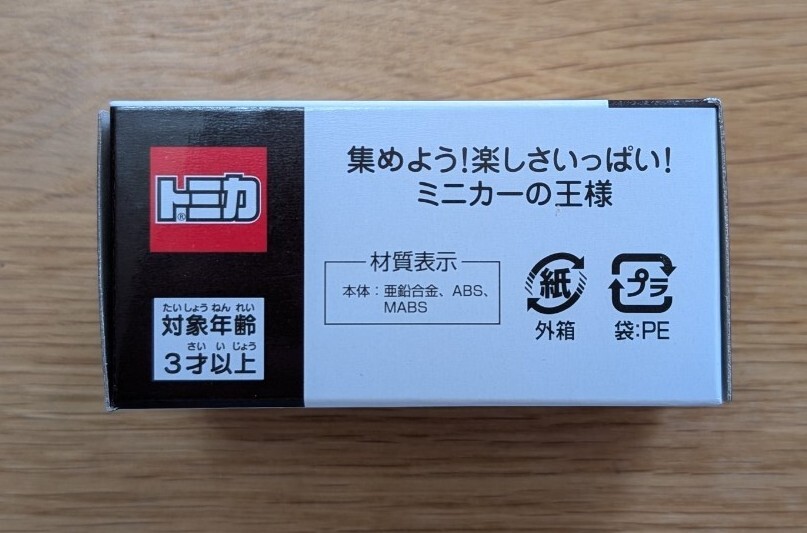 トミカ®
たいしょうねんれい
対象年齢
さいいじょう
3才以上
集めよう!楽しさいっぱい!
ミニカーの王様
材質表示
本体:亜鉛合金、ABS、
MABS
紙
外箱
プラ
袋:PE